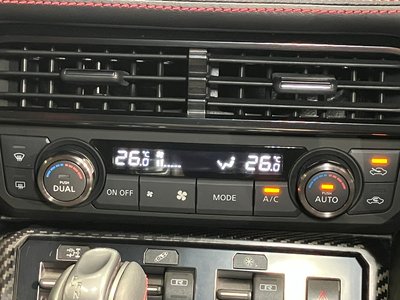 26.0 26.0
PUSH PUSH
DUAL ON OFF MODE A/C AUTO
R R